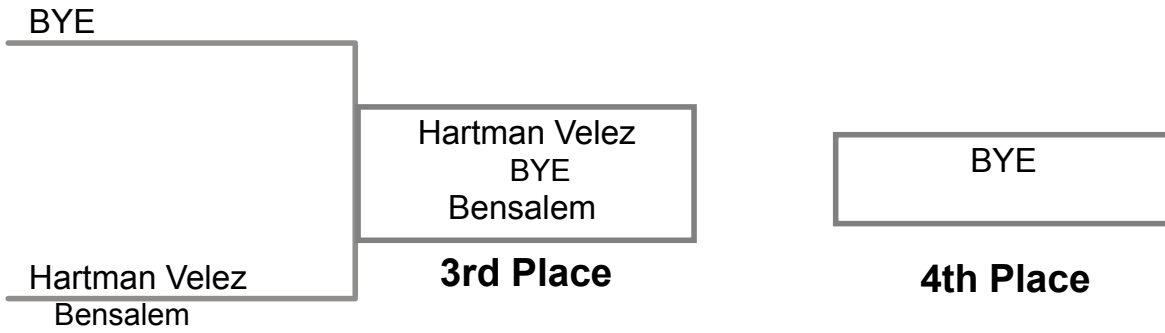 BYE
Hartman Velez
BYE
Bensalem
3rd Place
BYE
4th Place
Hartman Velez
Bensalem